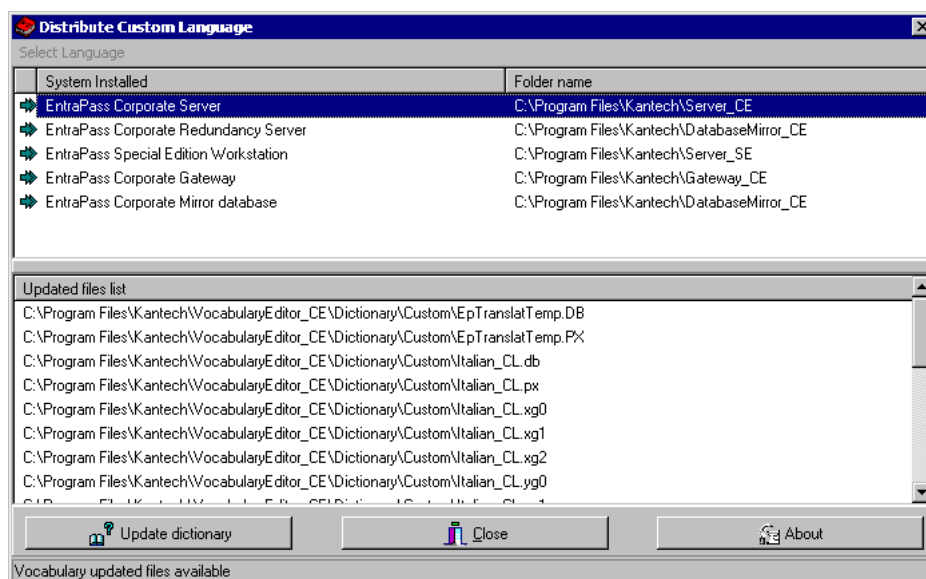 Distribute Custom Language
Select Language
System Installed Folder name
EntraPass Corporate Server C:\Program Files\Kantech\Server_CE
EntraPass Corporate Redundancy Server C:\Program Files\Kantech\DatabaseMirror_CE
EntraPass Special Edition Workstation C:\Program Files\Kantech\Server_SE
EntraPass Corporate Gateway C:\Program Files\Kantech\Gateway_CE
EntraPass Corporate Mirror database C:\Program Files\Kantech\DatabaseMirror_CE
Updated files list
C:\Program Files\Kantech\VocabularyEditor_CE\Dictionary\Custom\EpTranslatTemp.DB
C:\Program Files\Kantech\VocabularyEditor_CE\Dictionary\Custom\EpTranslatTemp.PX
C:\Program Files\Kantech\VocabularyEditor_CE\Dictionary\Custom\Italian_CL.db
C:\Program Files\Kantech\VocabularyEditor_CE\Dictionary\Custom\Italian_CL.px
C:\Program Files\Kantech\VocabularyEditor_CE\Dictionary\Custom\Italian_CL.xg0
C:\Program Files\Kantech\VocabularyEditor_CE\Dictionary\Custom\Italian_CL.xg1
C:\Program Files\Kantech\VocabularyEditor_CE\Dictionary\Custom\Italian_CL.xg2
C:\Program Files\Kantech\VocabularyEditor_CE\Dictionary\Custom\Italian_CL.yg0
Update dictionary Close About
Vocabulary updated files available